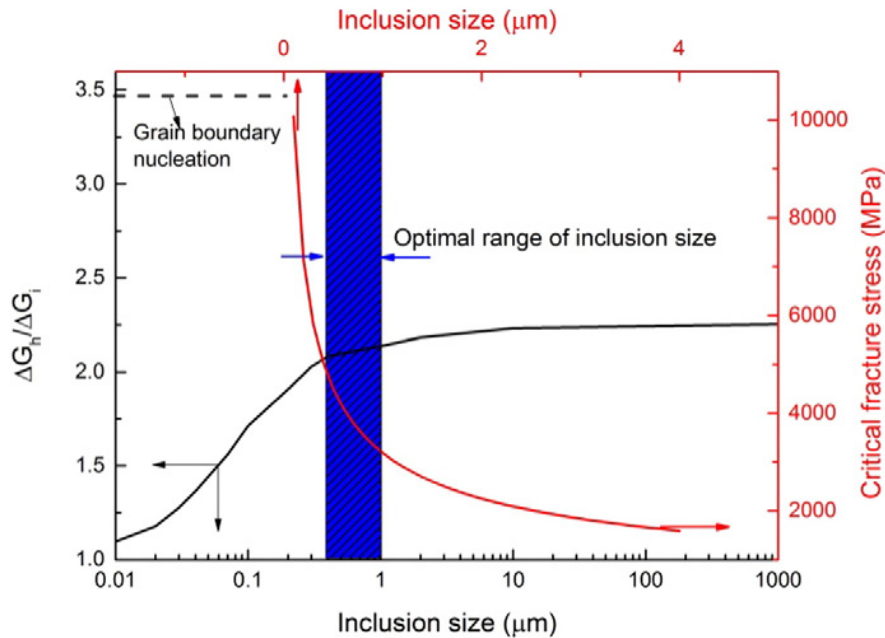 Inclusion size (μm)
0 2 4
3.5
3.0
2.5
2.0
1.5
1.0
ΔG_h/ΔG_i
Grain boundary
nucleation
Optimal range of inclusion size
10000
8000
6000
4000
2000
Critical fracture stress (MPa)
0.01 0.1 1 10 100 1000
Inclusion size (μm)